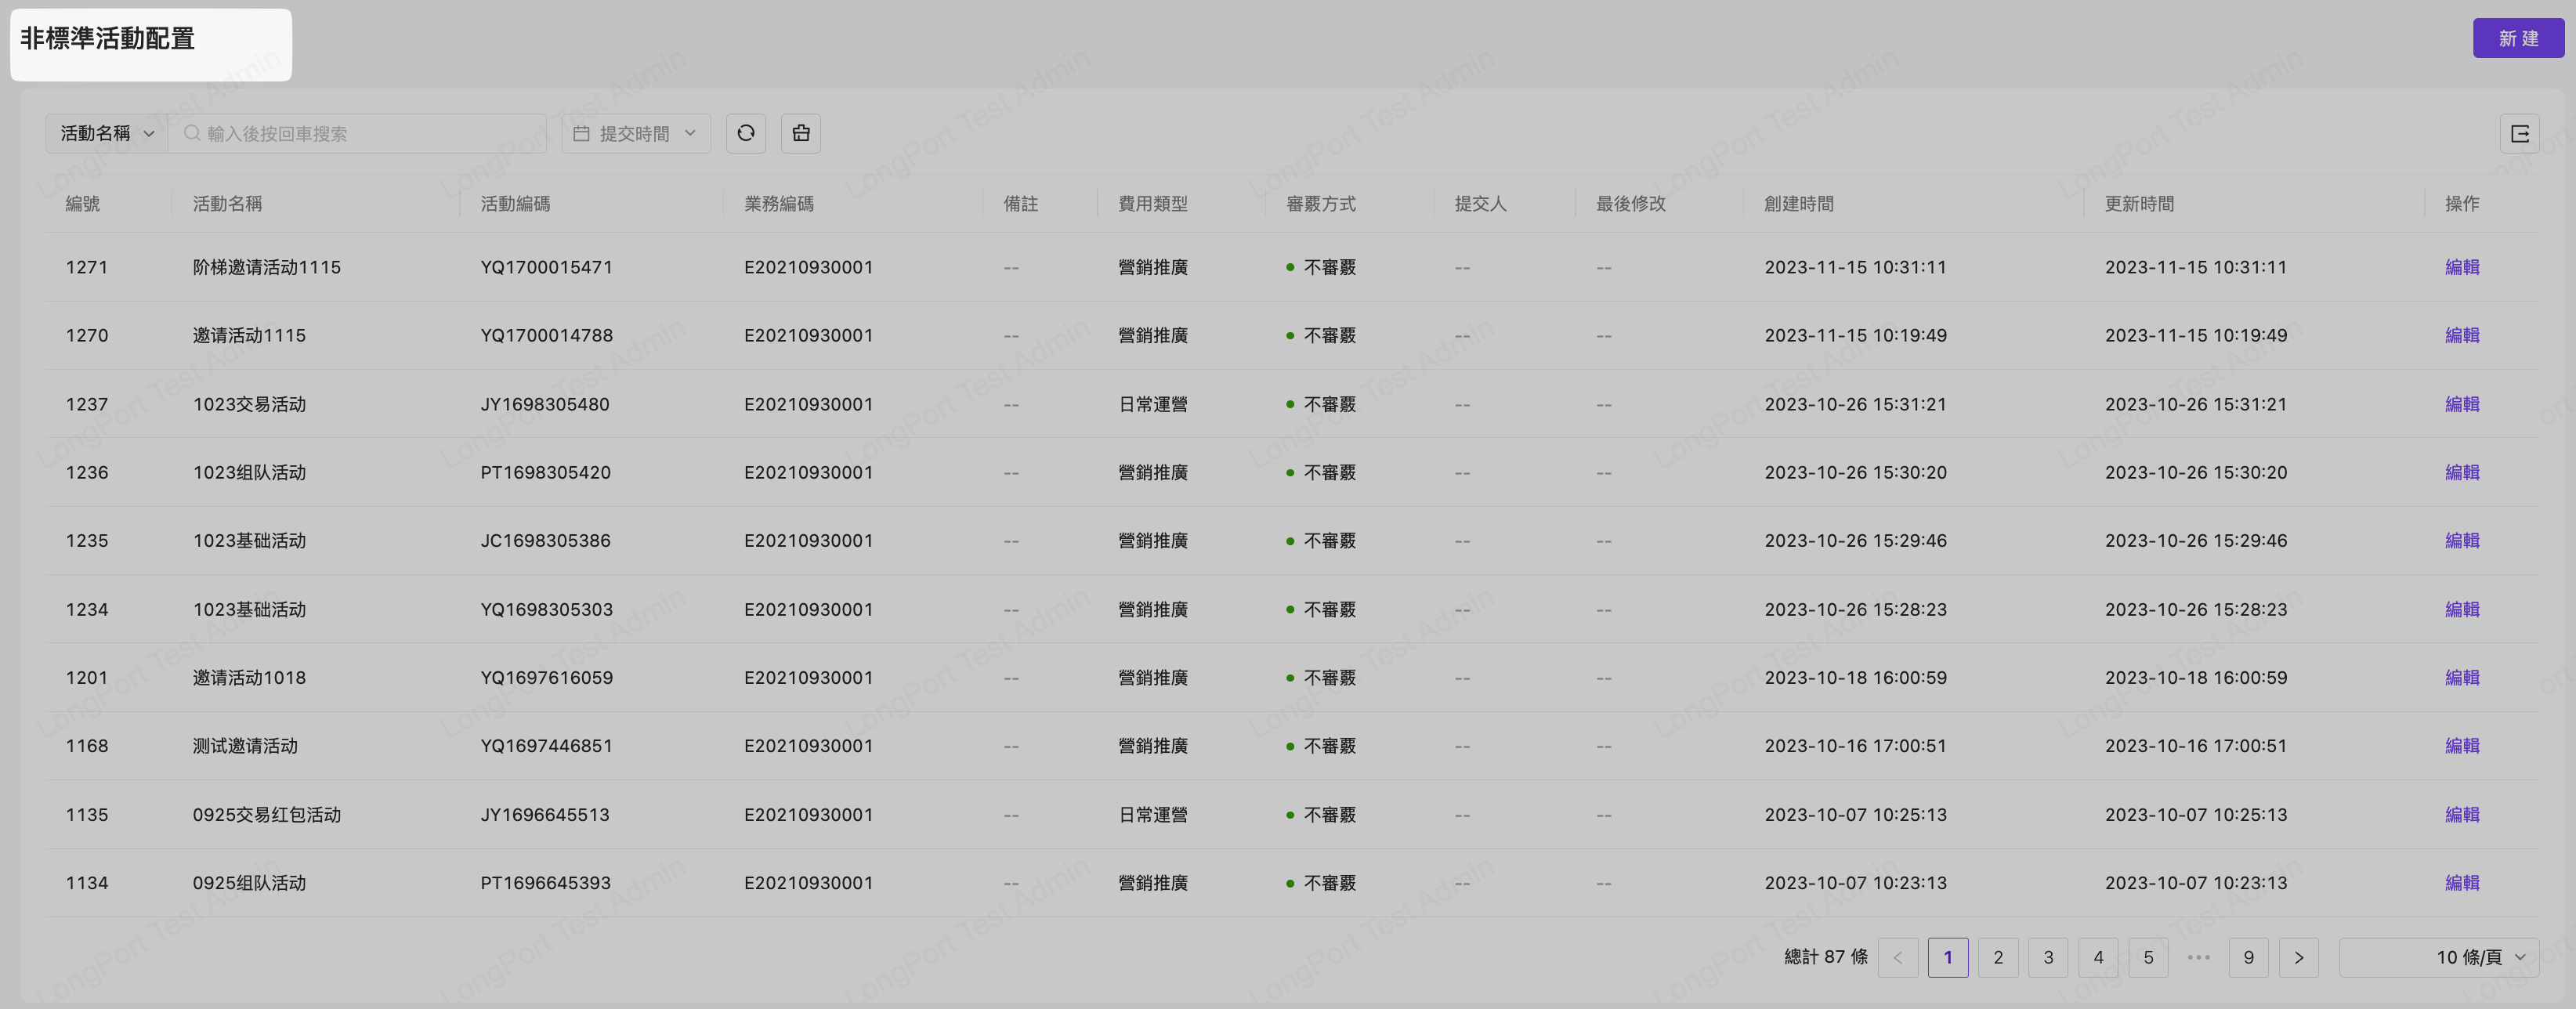 非標準活動配置
新 建
活動名稱 輸入後按回車搜索 提交時間
編號 活動名稱 活動編碼 業務編碼 備註 費用類型 審覈方式 提交人 最後修改 創建時間 更新時間 操作
1271 阶梯邀请活动1115 YQ1700015471 E20210930001 -- 營銷推廣 不審覈 -- -- 2023-11-15 10:31:11 2023-11-15 10:31:11 編輯
1270 邀请活动1115 YQ1700014788 E20210930001 -- 營銷推廣 不審覈 -- -- 2023-11-15 10:19:49 2023-11-15 10:19:49 編輯
1237 1023交易活动 JY1698305480 E20210930001 -- 日常運營 不審覈 -- -- 2023-10-26 15:31:21 2023-10-26 15:31:21 編輯
1236 1023组队活动 PT1698305420 E20210930001 -- 營銷推廣 不審覈 -- -- 2023-10-26 15:30:20 2023-10-26 15:30:20 編輯
1235 1023基础活动 JC1698305386 E20210930001 -- 營銷推廣 不審覈 -- -- 2023-10-26 15:29:46 2023-10-26 15:29:46 編輯
1234 1023基础活动 YQ1698305303 E20210930001 -- 營銷推廣 不審覈 -- -- 2023-10-26 15:28:23 2023-10-26 15:28:23 編輯
1201 邀请活动1018 YQ1697616059 E20210930001 -- 營銷推廣 不審覈 -- -- 2023-10-18 16:00:59 2023-10-18 16:00:59 編輯
1168 测试邀请活动 YQ1697446851 E20210930001 -- 營銷推廣 不審覈 -- -- 2023-10-16 17:00:51 2023-10-16 17:00:51 編輯
1135 0925交易红包活动 JY1696645513 E20210930001 -- 日常運營 不審覈 -- -- 2023-10-07 10:25:13 2023-10-07 10:25:13 編輯
1134 0925组队活动 PT1696645393 E20210930001 -- 營銷推廣 不審覈 -- -- 2023-10-07 10:23:13 2023-10-07 10:23:13 編輯
總計 87 條 < 1 2 3 4 5 ••• 9 > 10 條/頁
LongPort Test Admin